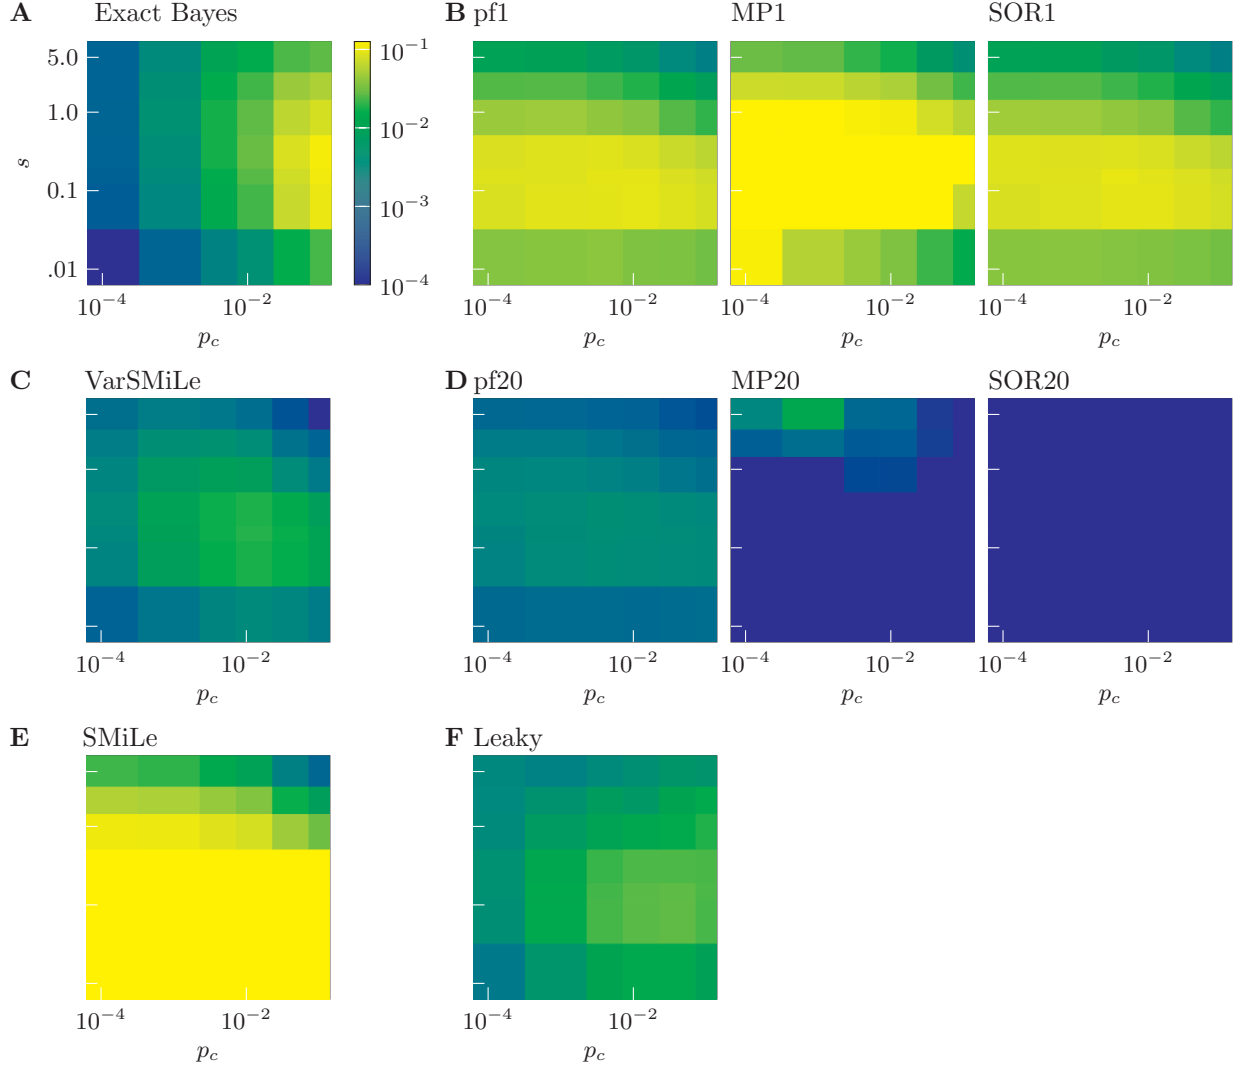 A Exact Bayes B pf1 MP1 SOR1
5.0
1.0
s
0.1
.01
10⁻¹
10⁻²
10⁻³
10⁻⁴
10⁻⁴ 10⁻² 10⁻⁴ 10⁻² 10⁻⁴ 10⁻² 10⁻⁴ 10⁻²
p_c p_c p_c p_c
C VarSMiLe D pf20 MP20 SOR20
10⁻⁴ 10⁻² 10⁻⁴ 10⁻² 10⁻⁴ 10⁻² 10⁻⁴ 10⁻²
p_c p_c p_c p_c
E SMiLe F Leaky
10⁻⁴ 10⁻² 10⁻⁴ 10⁻²
p_c p_c